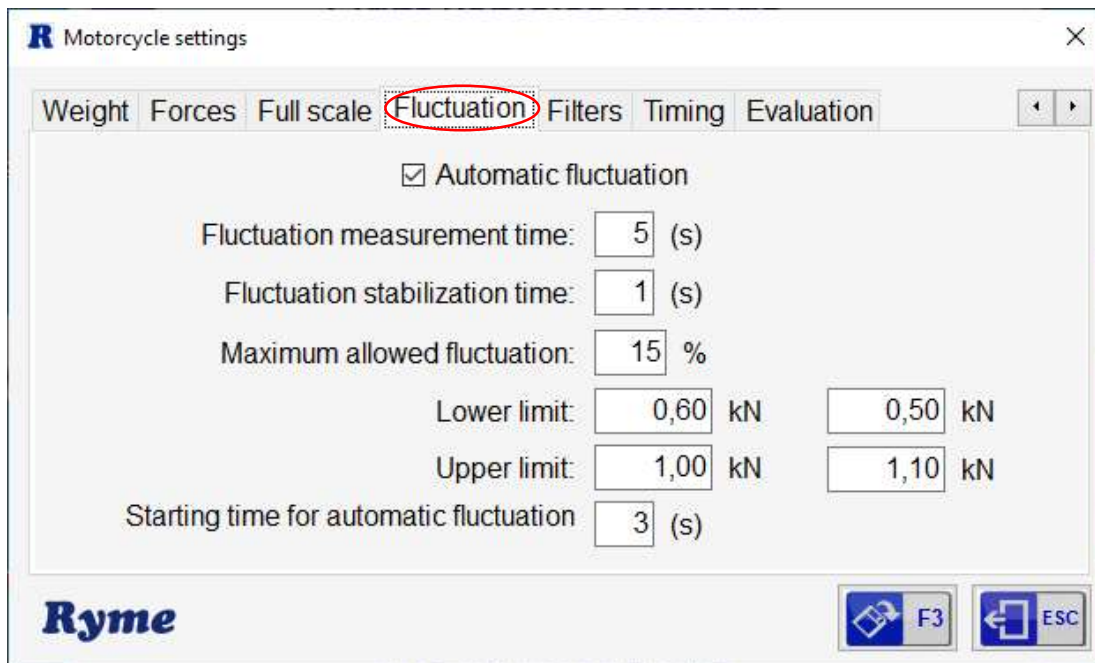 R Motorcycle settings
Weight Forces Full scale Fluctuation Filters Timing Evaluation
Automatic fluctuation
Fluctuation measurement time: 5 (s)
Fluctuation stabilization time: 1 (s)
Maximum allowed fluctuation: 15 %
Lower limit: 0,60 kN 0,50 kN
Upper limit: 1,00 kN 1,10 kN
Starting time for automatic fluctuation 3 (s)
Ryme F3 ESC